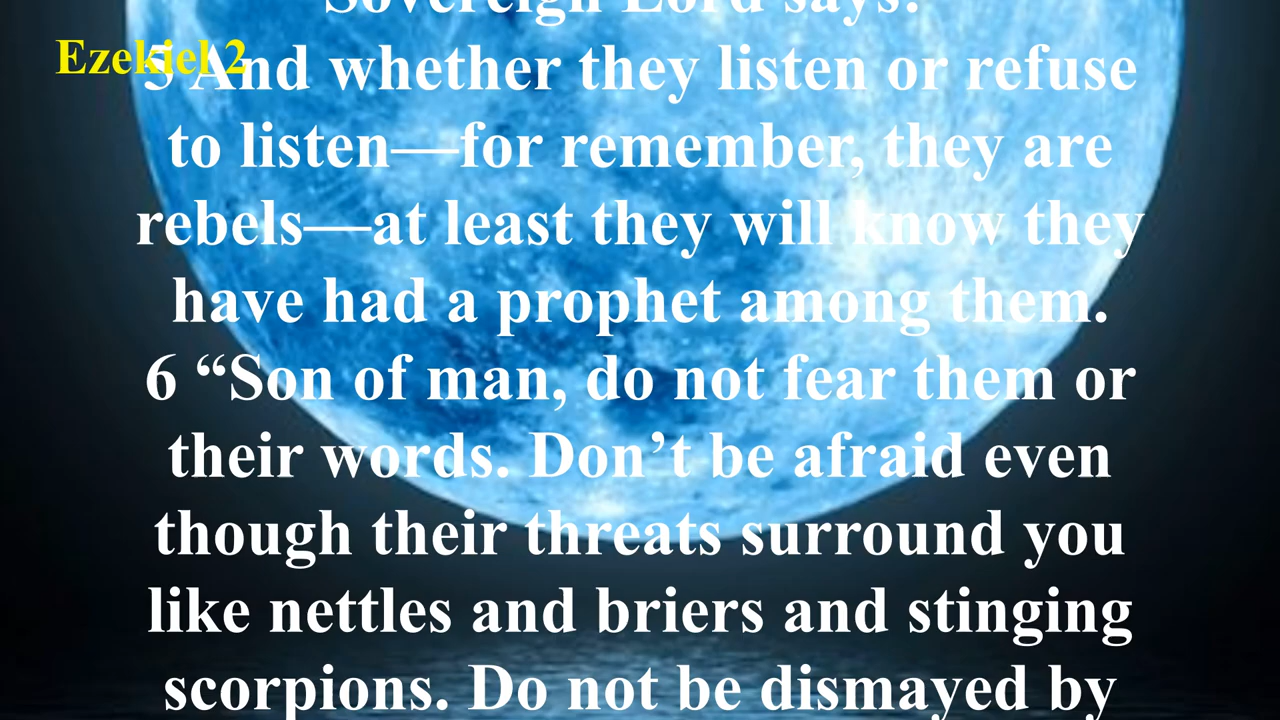 Sovereign Lord says!'
Ezekiel 2
5 And whether they listen or refuse
to listen—for remember, they are
rebels—at least they will know they
have had a prophet among them.
6 “Son of man, do not fear them or
their words. Don’t be afraid even
though their threats surround you
like nettles and briers and stinging
scorpions. Do not be dismayed by